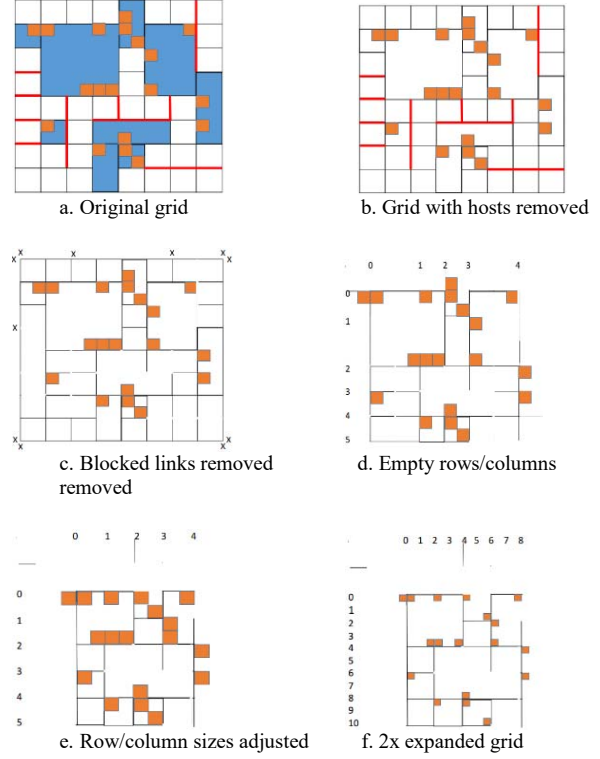 a. Original grid
b. Grid with hosts removed
x x x x
x
x x x
c. Blocked links removed
removed
0 1 2 3 4
0
1
2
3
4
5
d. Empty rows/columns
0 1 2 3 4
0
1
2
3
4
5
e. Row/column sizes adjusted
0 1 2 3 4 5 6 7 8
0
1
2
3
4
5
6
7
8
9
10
f. 2x expanded grid